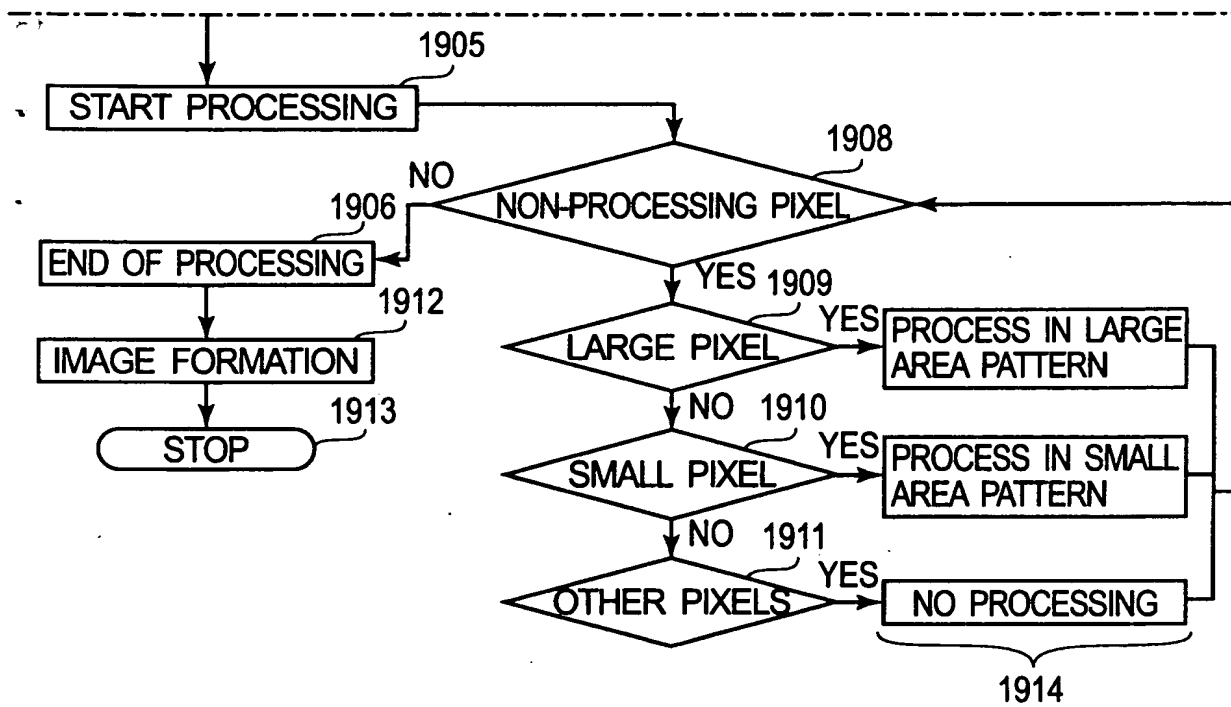 1905
START PROCESSING
1908
NO
NON-PROCESSING PIXEL
1906
END OF PROCESSING
YES
1909
1912
LARGE PIXEL
YES
PROCESS IN LARGE
AREA PATTERN
IMAGE FORMATION
NO
1910
1913
STOP
SMALL PIXEL
YES
PROCESS IN SMALL
AREA PATTERN
NO
1911
OTHER PIXELS
YES
NO PROCESSING
1914